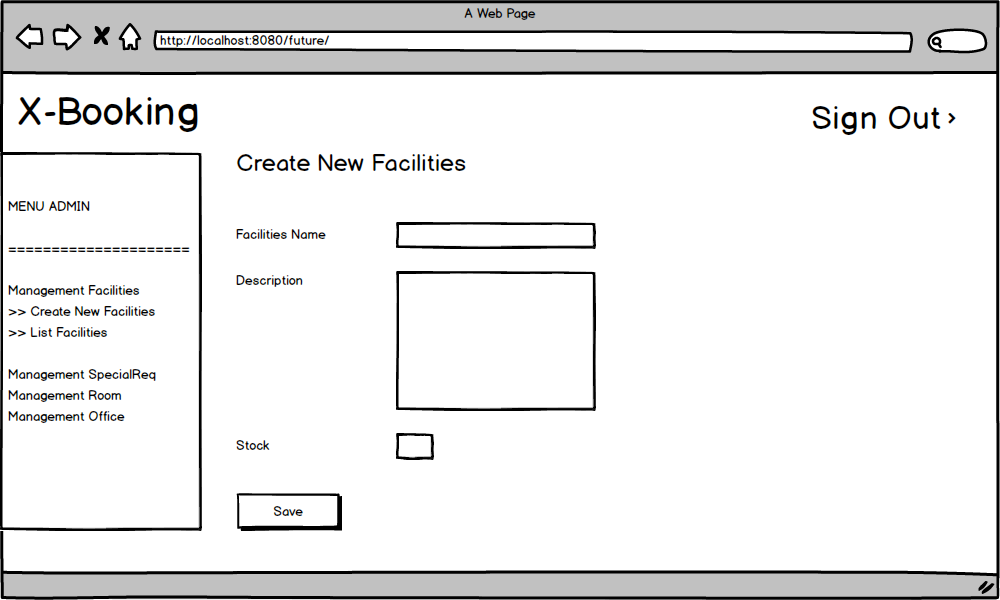 A Web Page
http://localhost:8080/future/
X-Booking
Sign Out
Create New Facilities
MENU ADMIN
=====================
Management Facilities
>> Create New Facilities
>> List Facilities
Management SpecialReq
Management Room
Management Office
Facilities Name
Description
Stock
Save